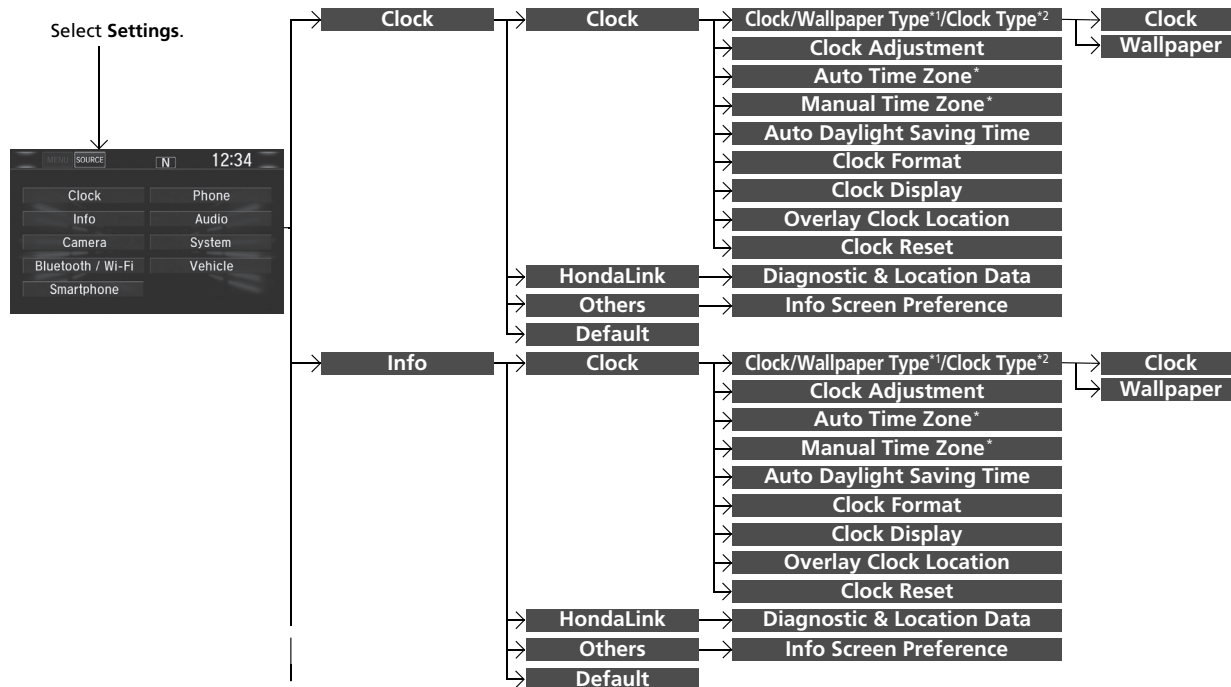 Select Settings.
MENU SOURCE N 12:34
Clock Phone
Info Audio
Camera System
Bluetooth / Wi-Fi Vehicle
Smartphone
Clock
Clock
Clock/Wallpaper Type*1/Clock Type*2
Clock
Wallpaper
Clock Adjustment
Auto Time Zone*
Manual Time Zone*
Auto Daylight Saving Time
Clock Format
Clock Display
Overlay Clock Location
Clock Reset
HondaLink
Diagnostic & Location Data
Others
Info Screen Preference
Default
Info
Clock
Clock/Wallpaper Type*1/Clock Type*2
Clock
Wallpaper
Clock Adjustment
Auto Time Zone*
Manual Time Zone*
Auto Daylight Saving Time
Clock Format
Clock Display
Overlay Clock Location
Clock Reset
HondaLink
Diagnostic & Location Data
Others
Info Screen Preference
Default